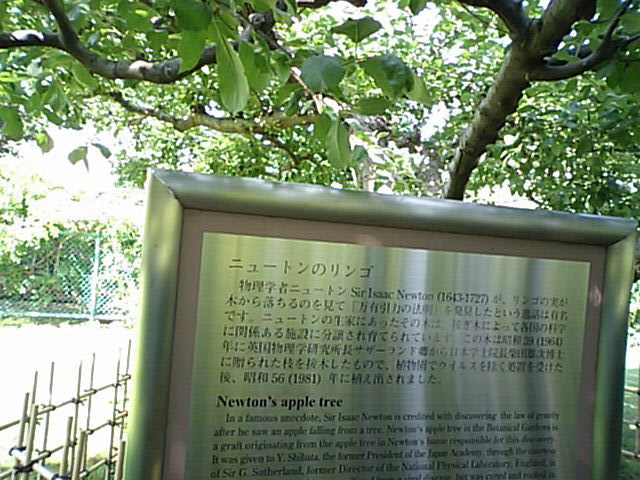 ニュートンのリンゴ
物理学者ニュートン Sir Isaac Newton (1643-1727) が、リンゴの実が
木から落ちるのを見て「万有引力の法則」を発見したという逸話は有名
です。ニュートンの生家にあったその木は、接ぎ木によって各国の科学
に関係ある施設に分譲され育てられています。この木は昭和 39 (1964)
年に英国物理学研究所長サザーランド卿から日本学士院長柴田雄次博士
に贈られた枝を接木したもので、植物園でウイルスを除く処置を受けた
後、昭和 56 (1981) 年に植え出されました。
Newton's apple tree
In a famous anecdote, Sir Isaac Newton is credited with discovering the law of gravity
after he saw an apple falling from a tree. Newton's apple tree in the Botanical Gardens is
a graft originating from the apple tree in Newton's home responsible for this discovery.
It was given to Y. Shibata, the former President of the Japan Academy, through the courtesy
of Sir G. Sutherland, former Director of the National Physical Laboratory, England, in
from a viral disease, but was cured and rooted in